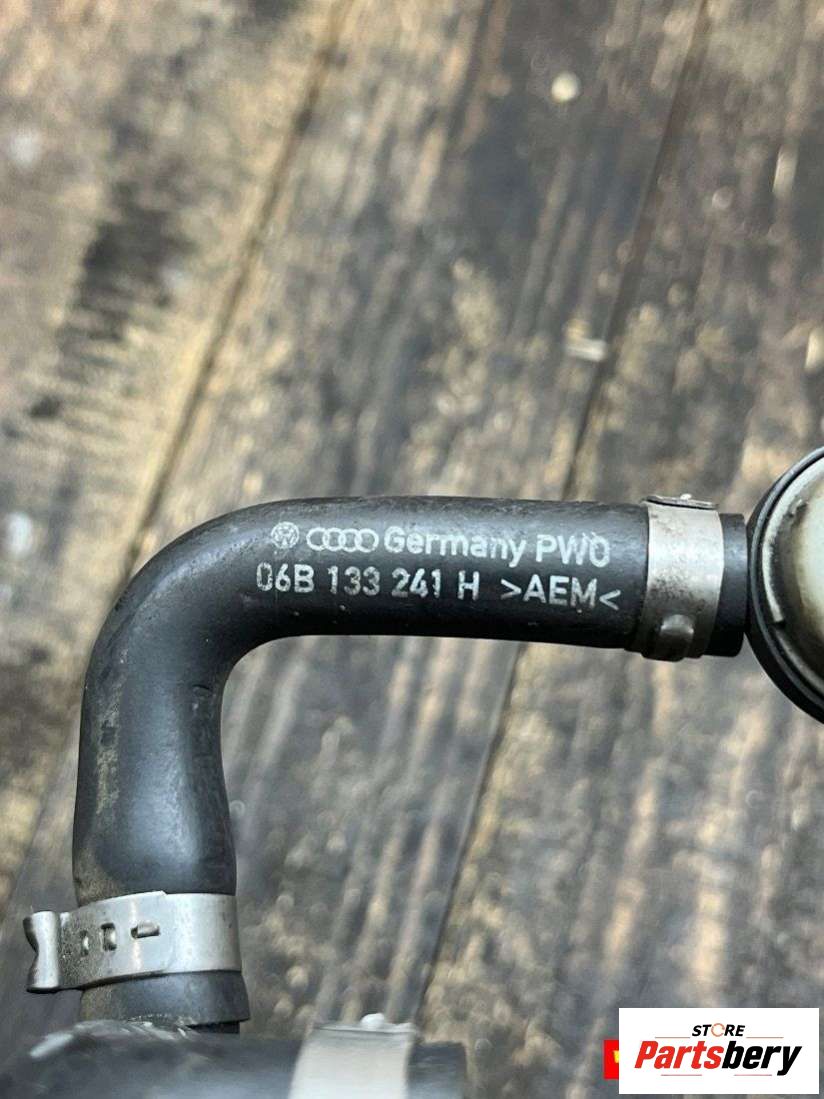 Germany PWO
06B 133 241 H >AEM<
STORE
Partsbery